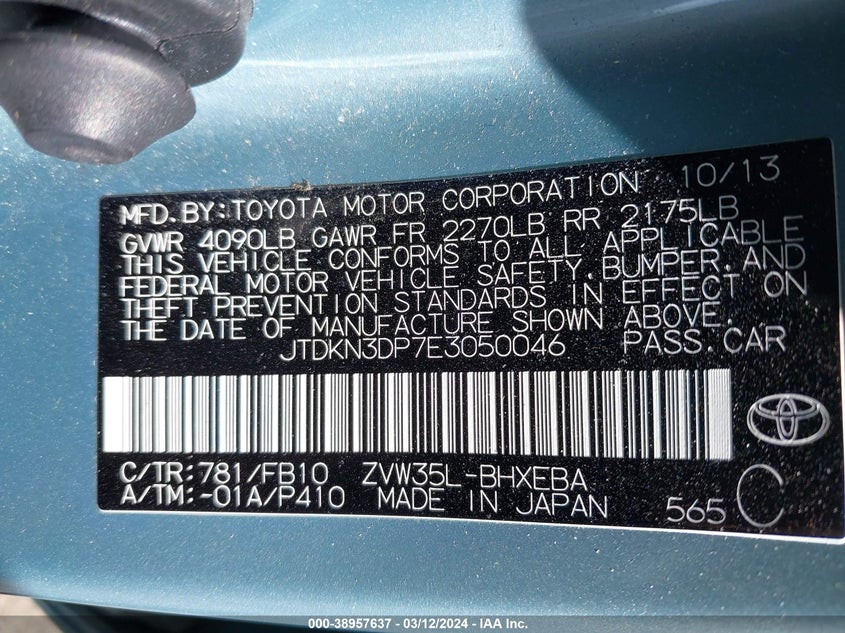 MFD.BY:TOYOTA MOTOR CORPORATION 10/13
GVWR 4090LB GAWR FR 2270LB RR 2175LB
THIS VEHICLE CONFORMS TO ALL APPLICABLE
FEDERAL MOTOR VEHICLE SAFETY,BUMPER,AND
THEFT PREVENTION STANDARDS IN EFFECT ON
THE DATE OF MANUFACTURE SHOWN ABOVE.
JTDKN3DP7E3050046 PASS.CAR
C/TR:781/FB10 ZVW35L-BHXEBA
A/TM:-01A/P410 MADE IN JAPAN 565 C
000-38957637 - 03/12/2024 - IAA Inc.